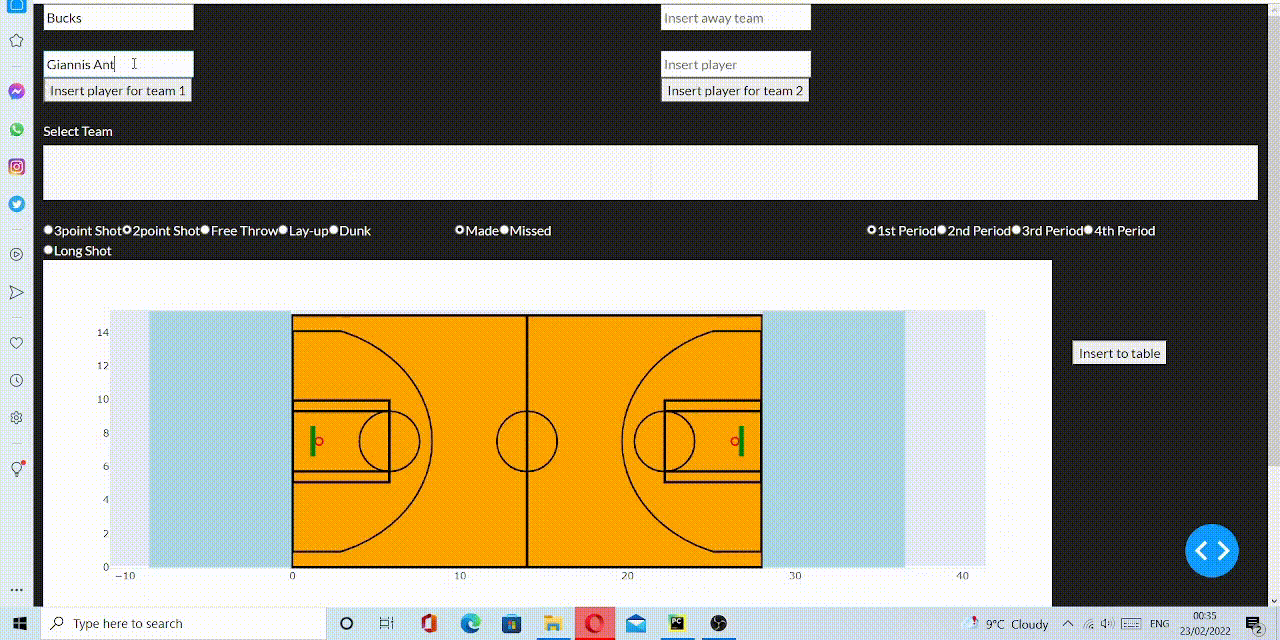 Bucks
Insert away team
Giannis Ant
Insert player
Insert player for team 1
Insert player for team 2
Select Team
3point Shot 2point Shot Free Throw Lay-up Dunk
Made Missed
1st Period 2nd Period 3rd Period 4th Period
Long Shot
14
12
10
8
6
4
2
0
−10 0 10 20 30 40
Insert to table
Type here to search
PC
9°C Cloudy
ENG
00:35
23/02/2022
2